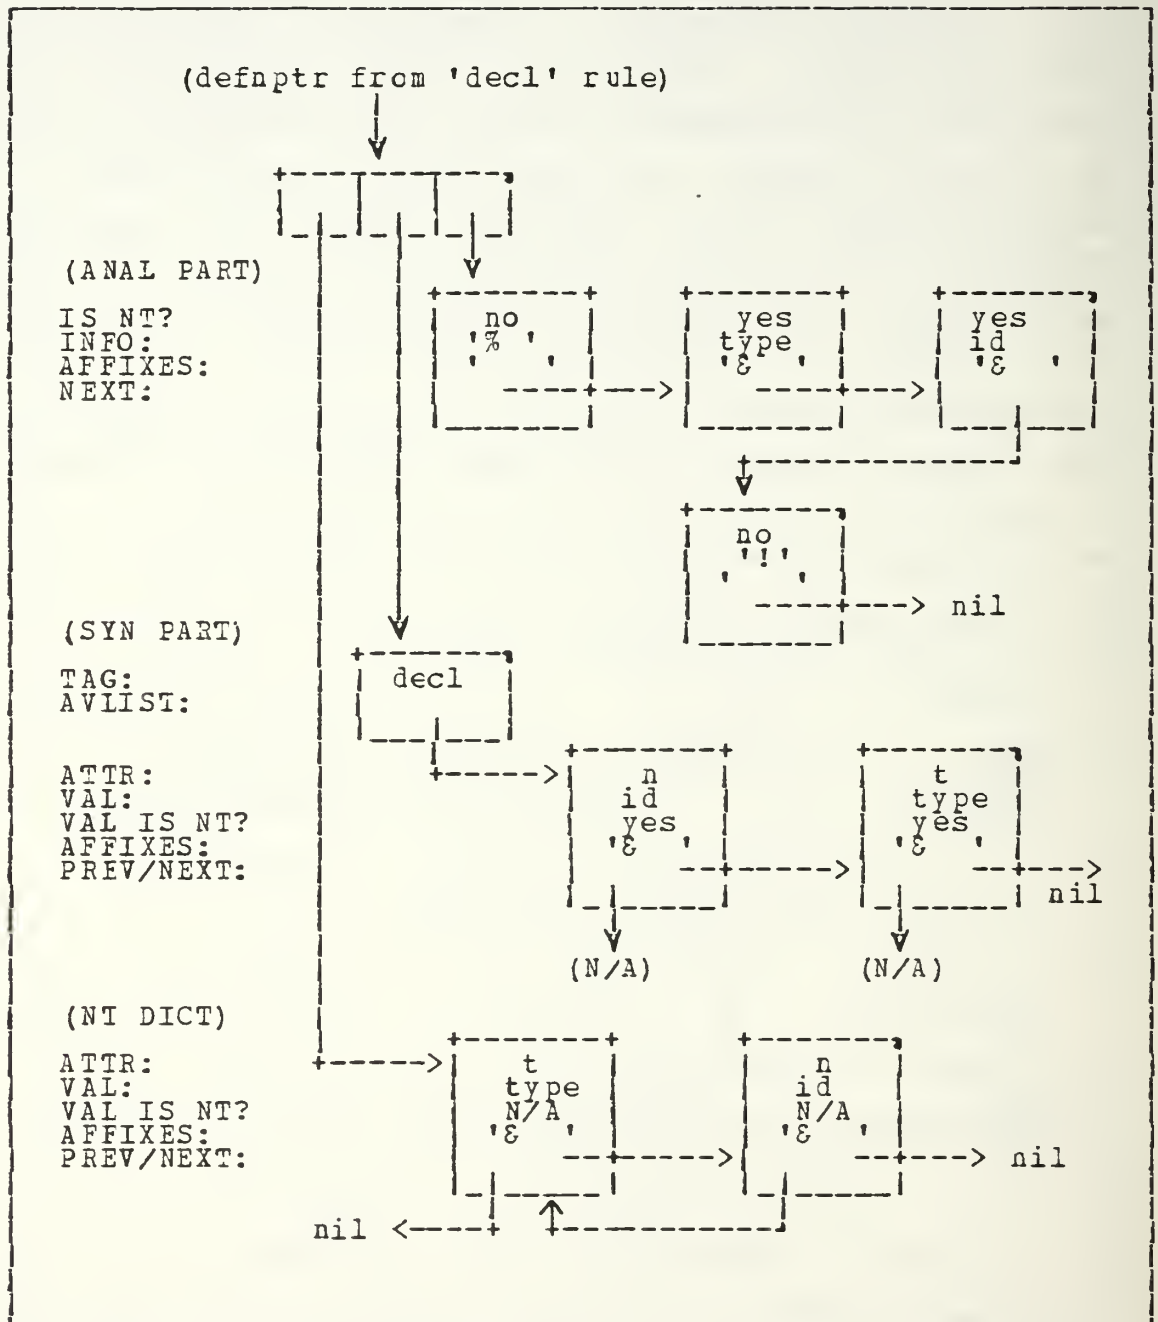 (defnptr from 'decl' rule)
(ANAL PART)
IS NT? no yes yes
INFO: '% ' type id
AFFIXES: ' ' '& ' '& '
NEXT:
no
'!'
' '
nil
(SYN PART)
TAG: decl
AVLIST:
ATTR: n t
VAL: id type
VAL IS NT? yes yes
AFFIXES: '& ' '& '
PREV/NEXT:
nil
(N/A) (N/A)
(NT DICT)
ATTR: t n
VAL: type id
VAL IS NT? N/A N/A
AFFIXES: '& ' '& '
PREV/NEXT: nil
nil